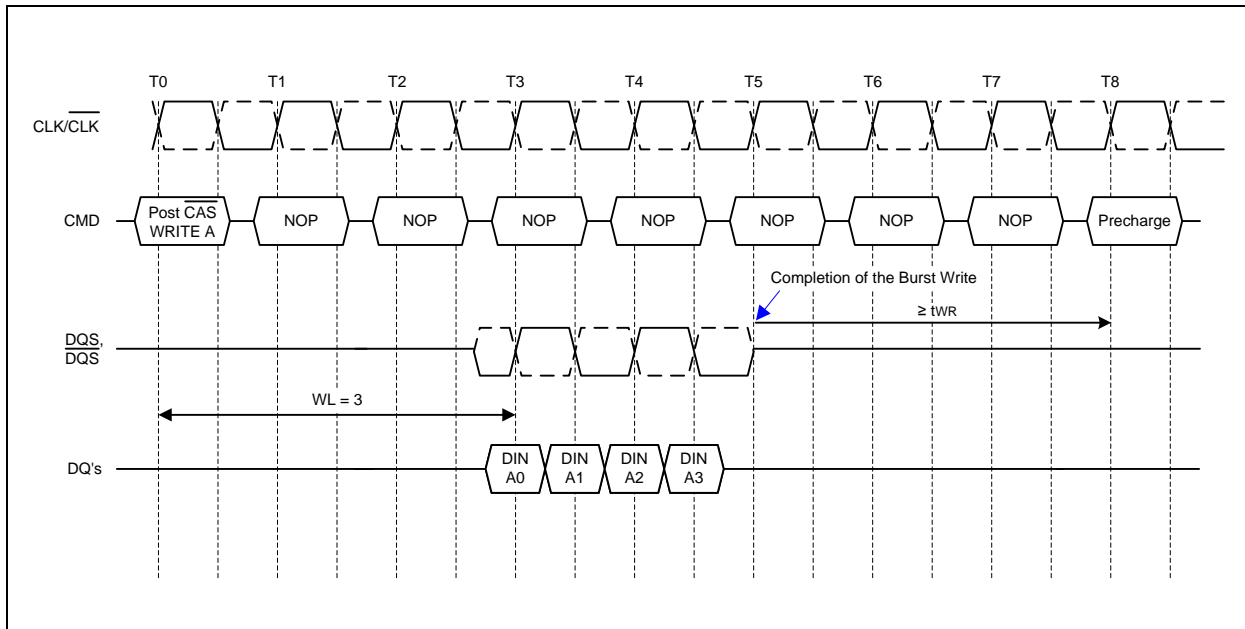 T0 T1 T2 T3 T4 T5 T6 T7 T8
CLK/CLK
CMD
Post CAS
WRITE A
NOP NOP NOP NOP NOP NOP NOP Precharge
Completion of the Burst Write
≥ tWR
DQS,
DQS
WL = 3
DQ's
DIN DIN DIN DIN
A0 A1 A2 A3